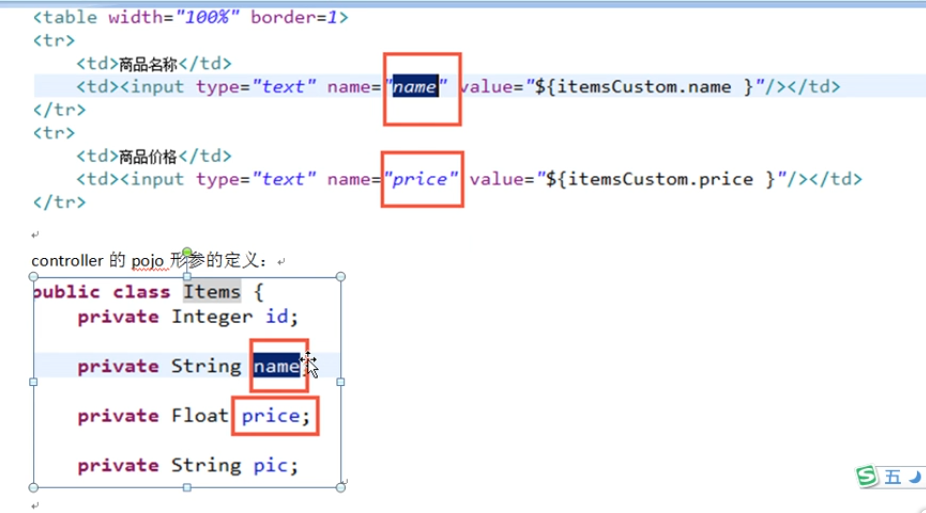 <table width="100%" border=1>
<tr>
<td>商品名称</td>
<td><input type="text" name="name" value="${itemsCustom.name }"/></td>
</tr>
<tr>
<td>商品价格</td>
<td><input type="text" name="price" value="${itemsCustom.price }"/></td>
</tr>
controller 的 pojo 形参的定义：
public class Items {
private Integer id;
private String name
private Float price;
private String pic;
S 五